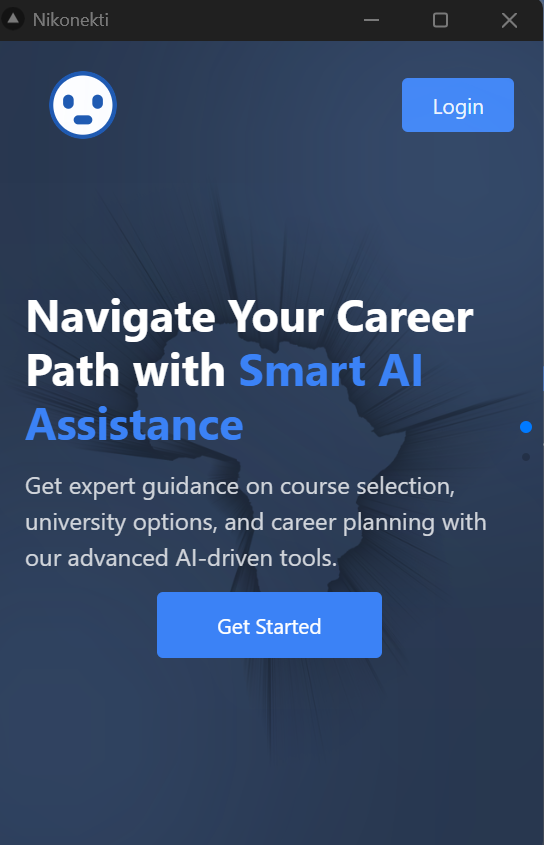 Nikonekti
Login
Navigate Your Career
Path with Smart AI
Assistance
Get expert guidance on course selection,
university options, and career planning with
our advanced AI-driven tools.
Get Started